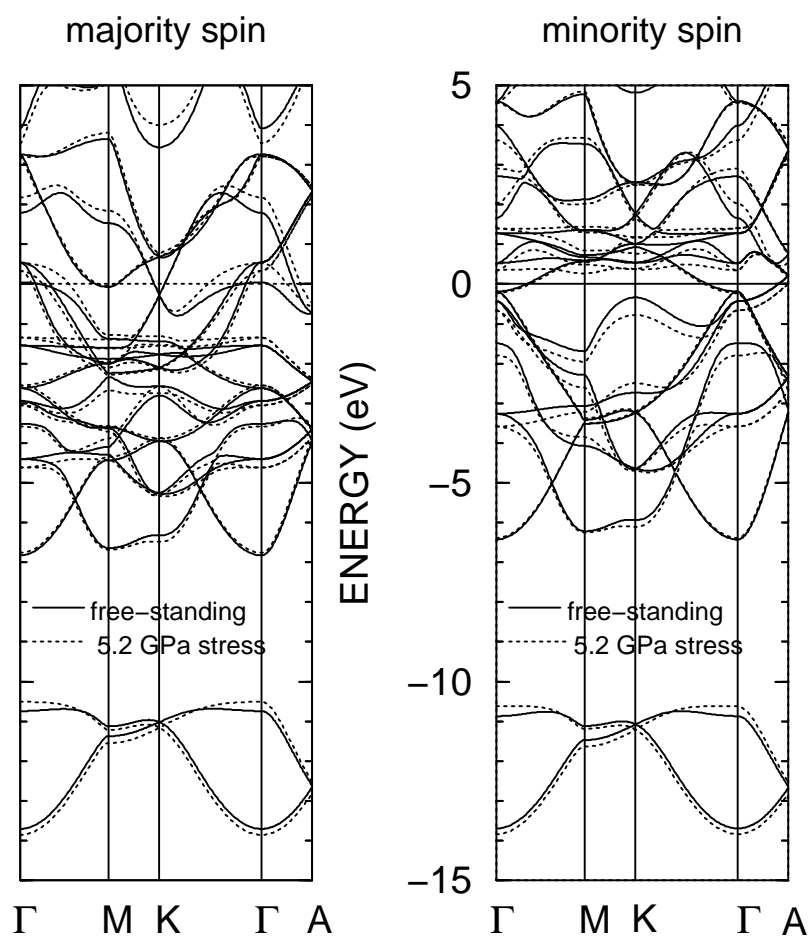 majority spin
minority spin
5
0
−5
−10
−15
ENERGY (eV)
free−standing
5.2 GPa stress
free−standing
5.2 GPa stress
Γ M K Γ A
Γ M K Γ A